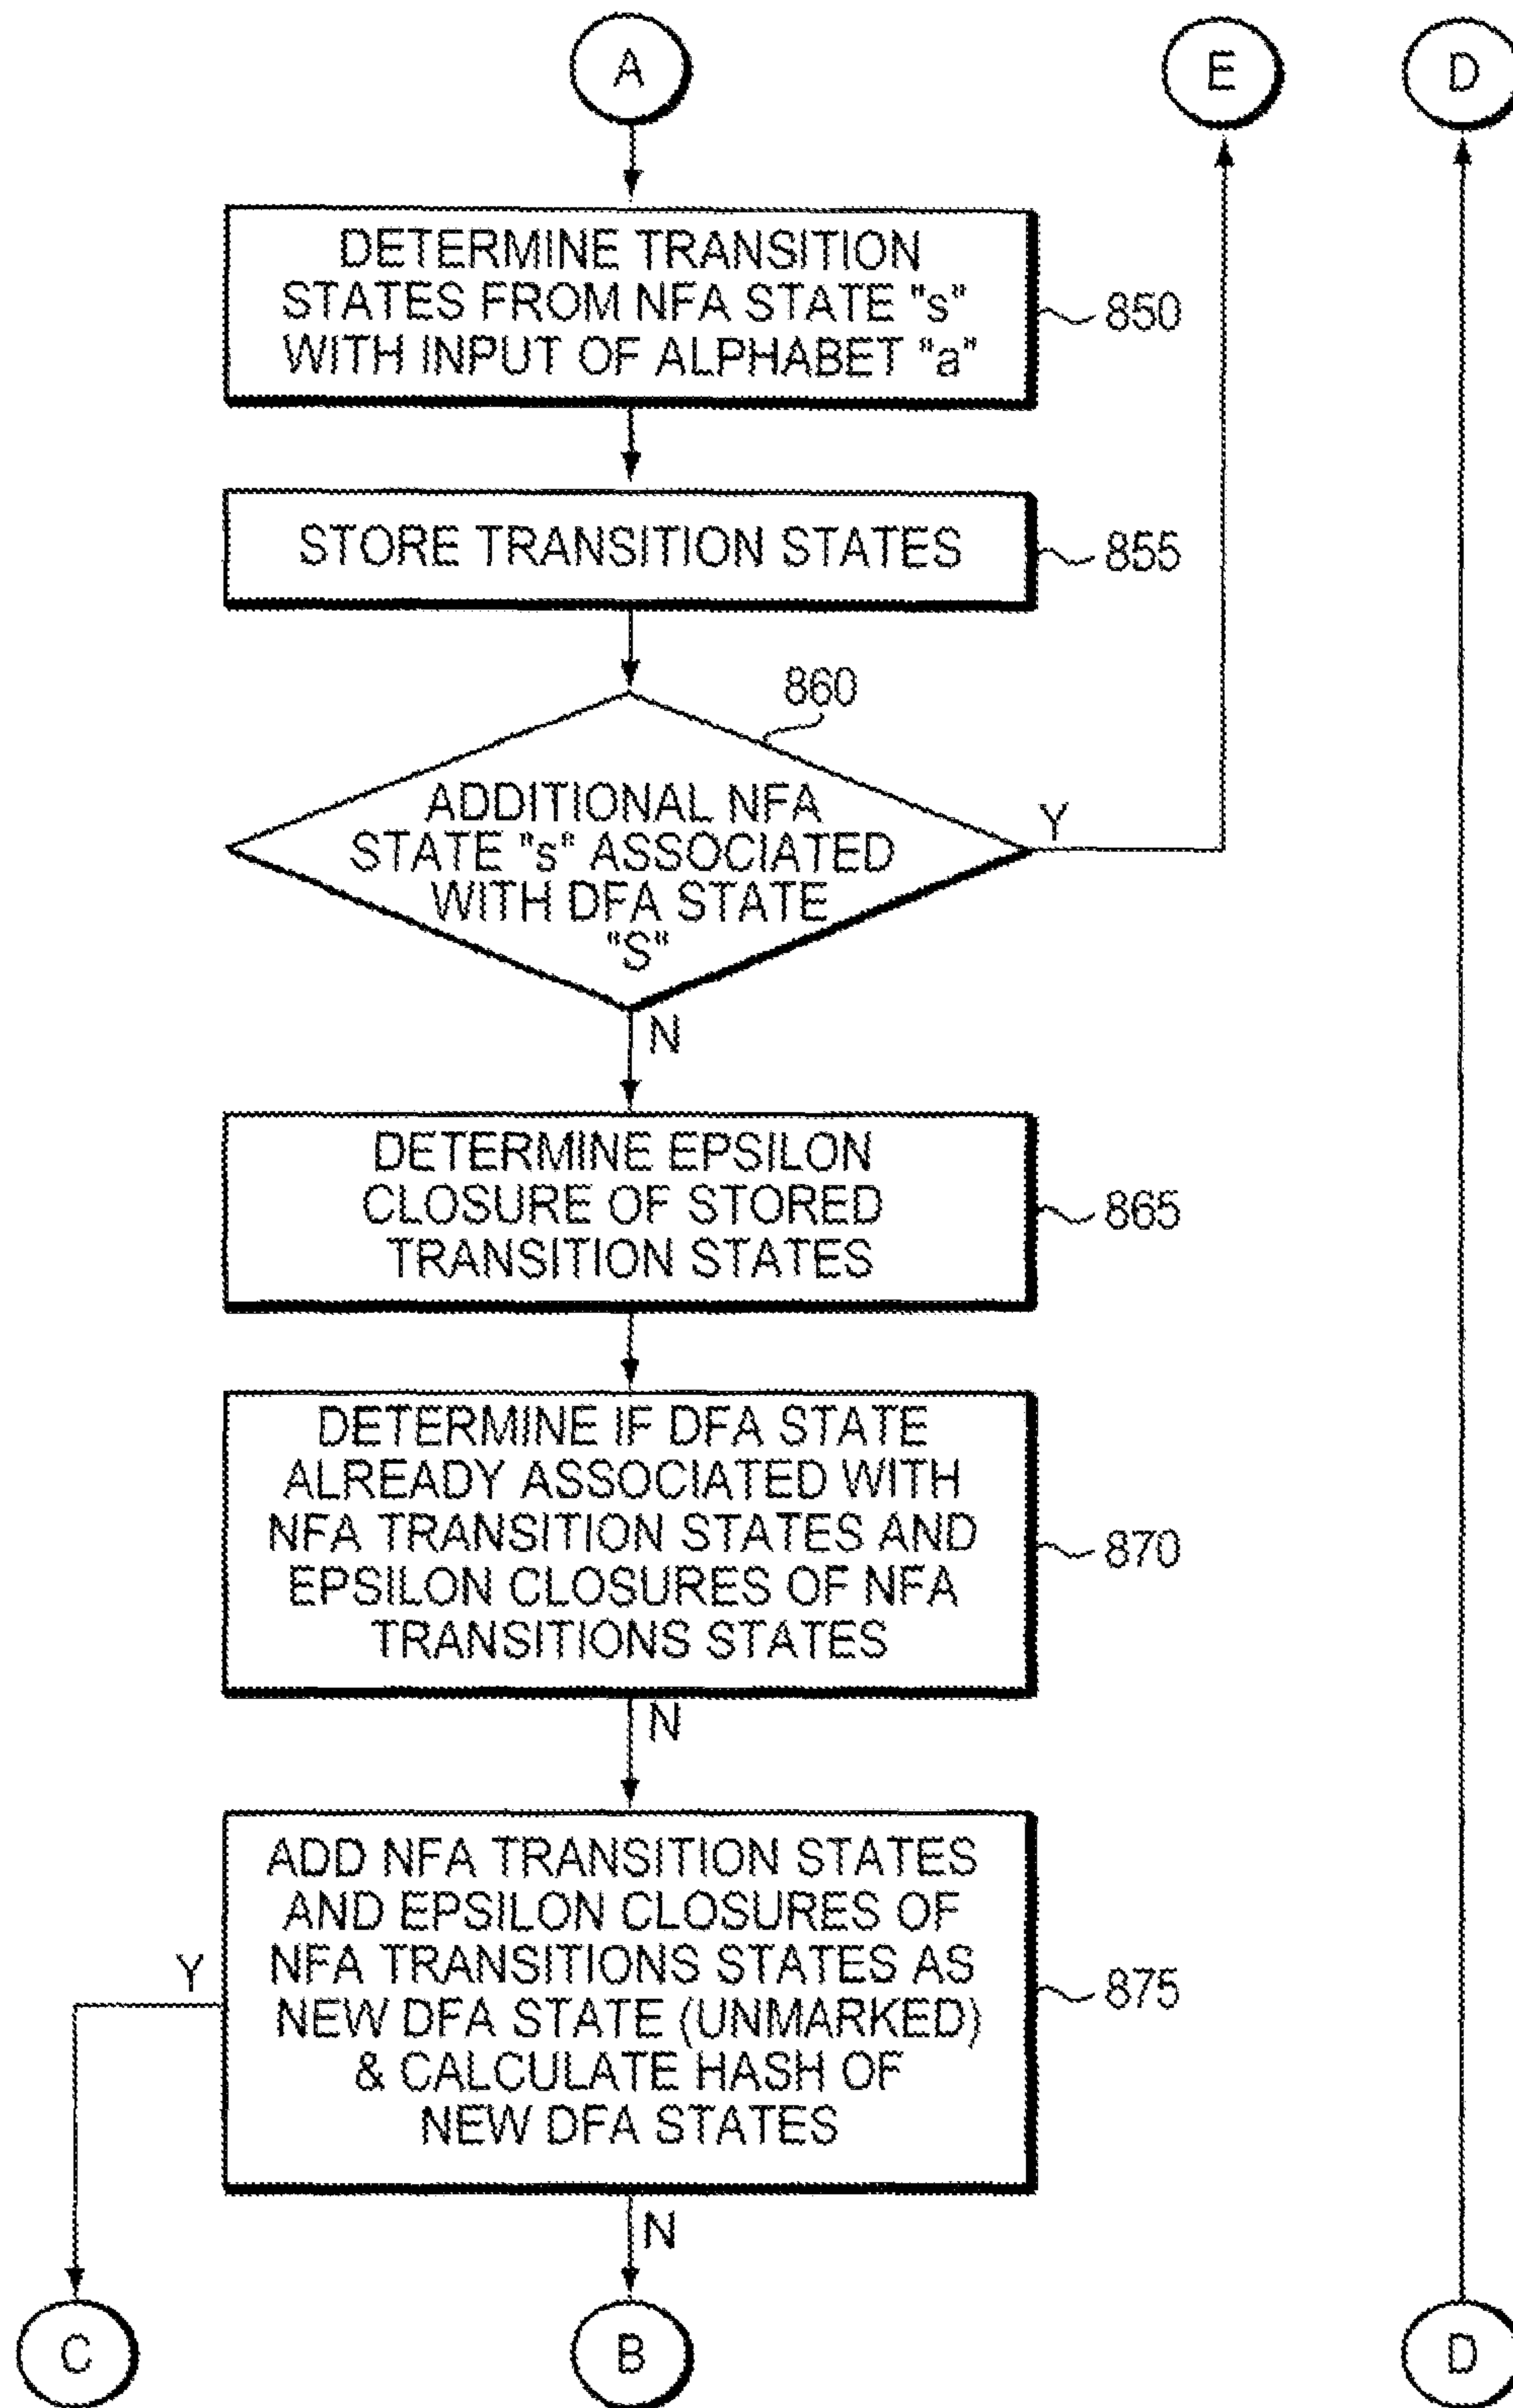 A
E
D
DETERMINE TRANSITION
STATES FROM NFA STATE "s"
WITH INPUT OF ALPHABET "a"
850
STORE TRANSITION STATES
855
860
ADDITIONAL NFA
STATE "s" ASSOCIATED
WITH DFA STATE
"S"
Y
N
DETERMINE EPSILON
CLOSURE OF STORED
TRANSITION STATES
865
DETERMINE IF DFA STATE
ALREADY ASSOCIATED WITH
NFA TRANSITION STATES AND
EPSILON CLOSURES OF NFA
TRANSITIONS STATES
870
N
ADD NFA TRANSITION STATES
AND EPSILON CLOSURES OF
NFA TRANSITIONS STATES AS
NEW DFA STATE (UNMARKED)
& CALCULATE HASH OF
NEW DFA STATES
875
Y
N
C
B
D